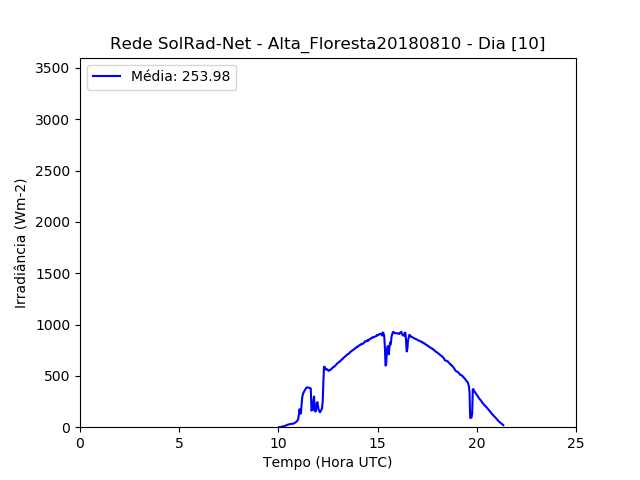 Rede SolRad-Net - Alta_Floresta20180810 - Dia [10]
Média: 253.98
3500
3000
2500
2000
1500
1000
500
0
Irradiância (Wm-2)
0 5 10 15 20 25
Tempo (Hora UTC)